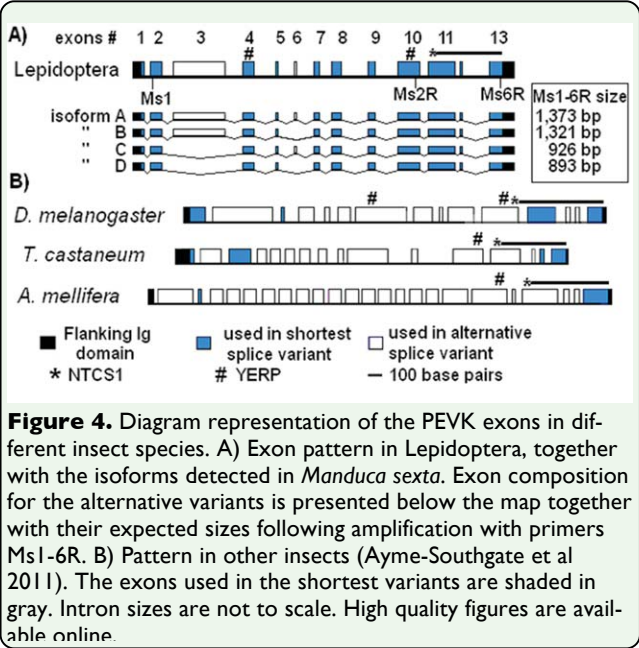 A) exons # 1 2 3 4 5 6 7 8 9 10 11 13
# # *
Lepidoptera
Ms1 Ms2R Ms6R
Ms1-6R size
isoform A 1,373 bp
" B 1,321 bp
" C 926 bp
" D 893 bp
B)
# # *
D. melanogaster
# *
T. castaneum
# *
A. mellifera
Flanking Ig domain
used in shortest splice variant
used in alternative splice variant
* NTCS1 # YERP 100 base pairs
Figure 4. Diagram representation of the PEVK exons in dif-
ferent insect species. A) Exon pattern in Lepidoptera, together
with the isoforms detected in Manduca sexta. Exon composition
for the alternative variants is presented below the map together
with their expected sizes following amplification with primers
Ms1-6R. B) Pattern in other insects (Ayme-Southgate et al
2011). The exons used in the shortest variants are shaded in
gray. Intron sizes are not to scale. High quality figures are avail-
able online.